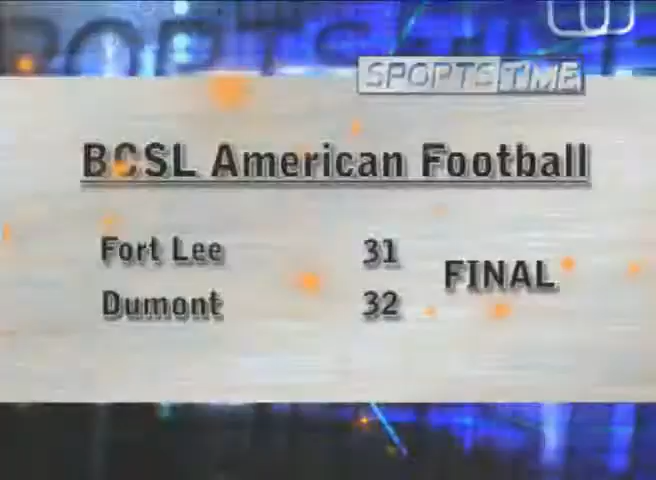 SPORTSTIME
BCSL American Football
Fort Lee 31
FINAL
Dumont 32